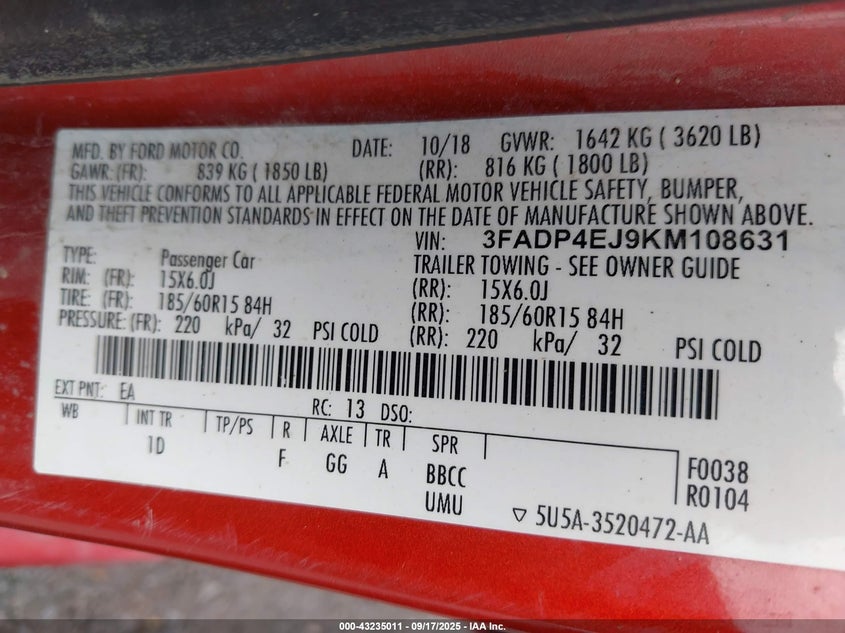 MFD. BY FORD MOTOR CO. DATE: 10/18 GVWR: 1642 KG ( 3620 LB)
GAWR: (FR): 839 KG ( 1850 LB) (RR): 816 KG ( 1800 LB)
THIS VEHICLE CONFORMS TO ALL APPLICABLE FEDERAL MOTOR VEHICLE SAFETY, BUMPER,
AND THEFT PREVENTION STANDARDS IN EFFECT ON THE DATE OF MANUFACTURE SHOWN ABOVE.
VIN: 3FADP4EJ9KM108631
TYPE: Passenger Car TRAILER TOWING - SEE OWNER GUIDE
RIM: (FR): 15X6.0J (RR): 15X6.0J
TIRE: (FR): 185/60R15 84H (RR): 185/60R15 84H
PRESSURE: (FR): 220 kPa/ 32 PSI COLD (RR): 220 kPa/ 32 PSI COLD
EXT PNT: EA RC: 13 DSO:
WB INT TR TP/PS R AXLE TR SPR
1D F GG A BBCC F0038
UMU R0104
▽ 5U5A-3520472-AA
000-43235011 - 09/17/2025 - IAA Inc.